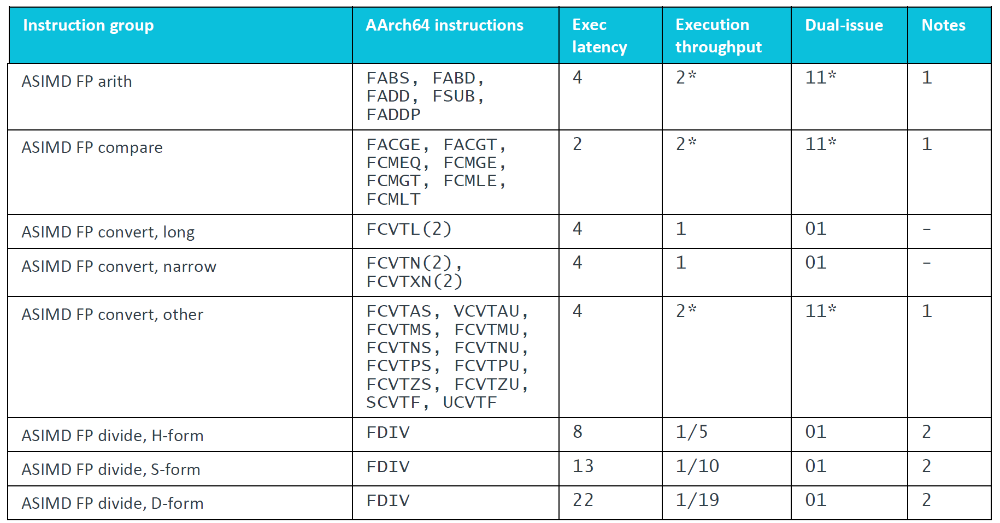 Instruction group AArch64 instructions Exec latency Execution throughput Dual-issue Notes
ASIMD FP arith FABS, FABD, 4 2* 11* 1
FADD, FSUB,
FADDP
ASIMD FP compare FACGE, FACGT, 2 2* 11* 1
FCMEQ, FCMGE,
FCMGT, FCMLE,
FCMLT
ASIMD FP convert, long FCVTL(2) 4 1 01 -
ASIMD FP convert, narrow FCVTN(2), 4 1 01 -
FCVTXN(2)
ASIMD FP convert, other FCVTAS, VCVTAU, 4 2* 11* 1
FCVTMS, FCVTMU,
FCVTNS, FCVTNU,
FCVTPS, FCVTPU,
FCVTZS, FCVTZU,
SCVTF, UCVTF
ASIMD FP divide, H-form FDIV 8 1/5 01 2
ASIMD FP divide, S-form FDIV 13 1/10 01 2
ASIMD FP divide, D-form FDIV 22 1/19 01 2